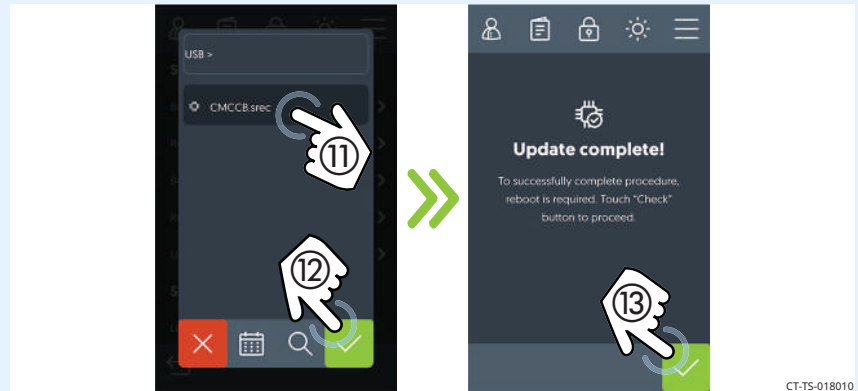 USB >
CMCCB.srec
⑪
⑫
Update complete!
To successfully complete procedure,
reboot is required. Touch "Check"
button to proceed.
⑬
CT-TS-018010